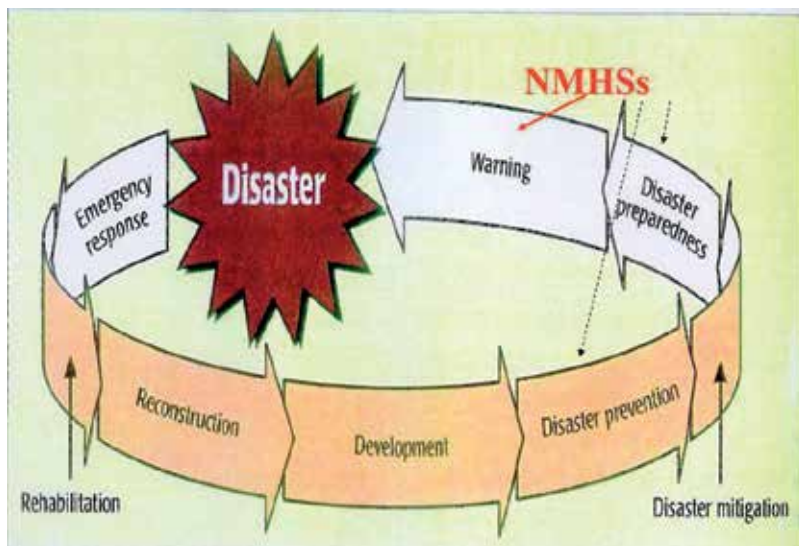 NMHSs
Disaster
Warning
Disaster
preparedness
Emergency
response
Reconstruction
Development
Disaster prevention
Rehabilitation
Disaster mitigation